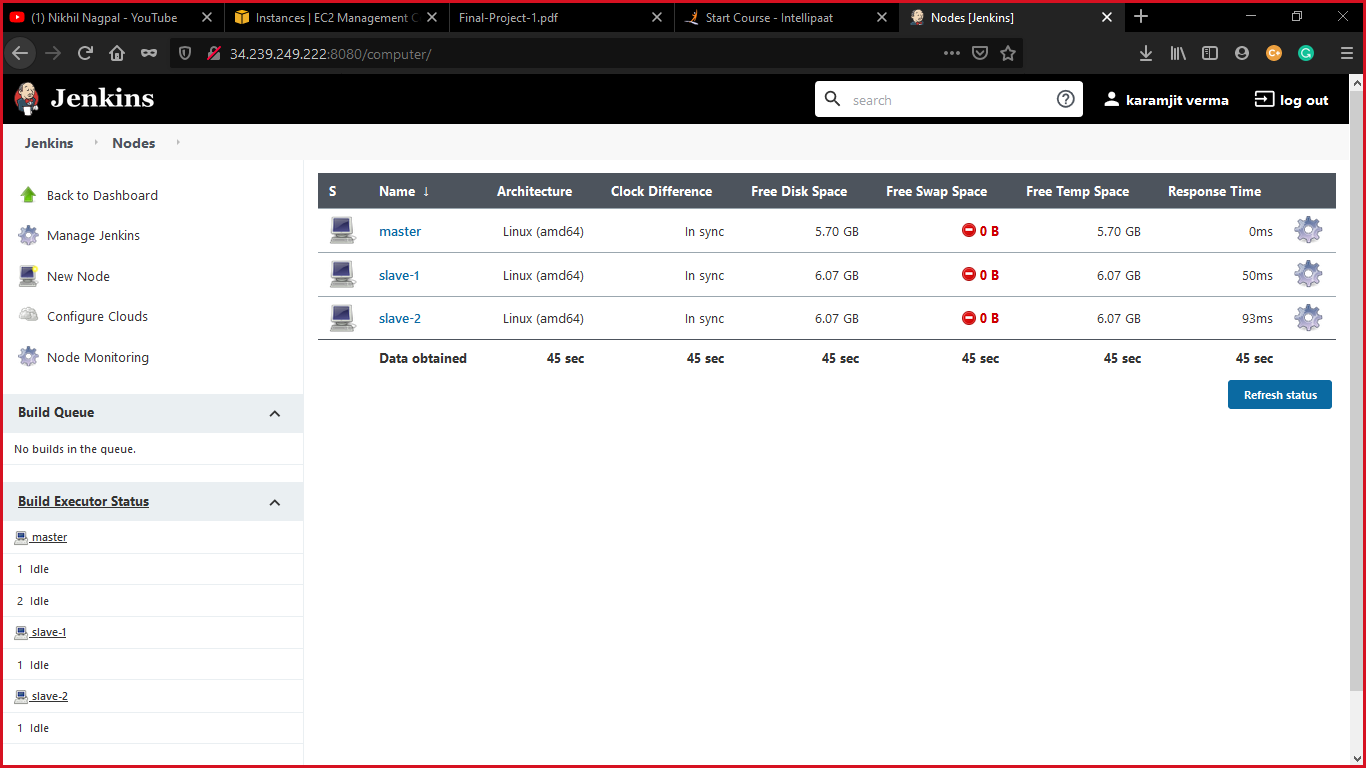 (1) Nikhil Nagpal - YouTube
Instances | EC2 Management C
Final-Project-1.pdf
Start Course - Intellipaat
Nodes [Jenkins]
34.239.249.222:8080/computer/
Jenkins
search
karamjit verma
log out
Jenkins
Nodes
Back to Dashboard
Manage Jenkins
New Node
Configure Clouds
Node Monitoring
Build Queue
No builds in the queue.
Build Executor Status
master
1 Idle
2 Idle
slave-1
1 Idle
slave-2
1 Idle
S Name ↓ Architecture Clock Difference Free Disk Space Free Swap Space Free Temp Space Response Time
master Linux (amd64) In sync 5.70 GB 0 B 5.70 GB 0ms
slave-1 Linux (amd64) In sync 6.07 GB 0 B 6.07 GB 50ms
slave-2 Linux (amd64) In sync 6.07 GB 0 B 6.07 GB 93ms
Data obtained 45 sec 45 sec 45 sec 45 sec 45 sec 45 sec
Refresh status